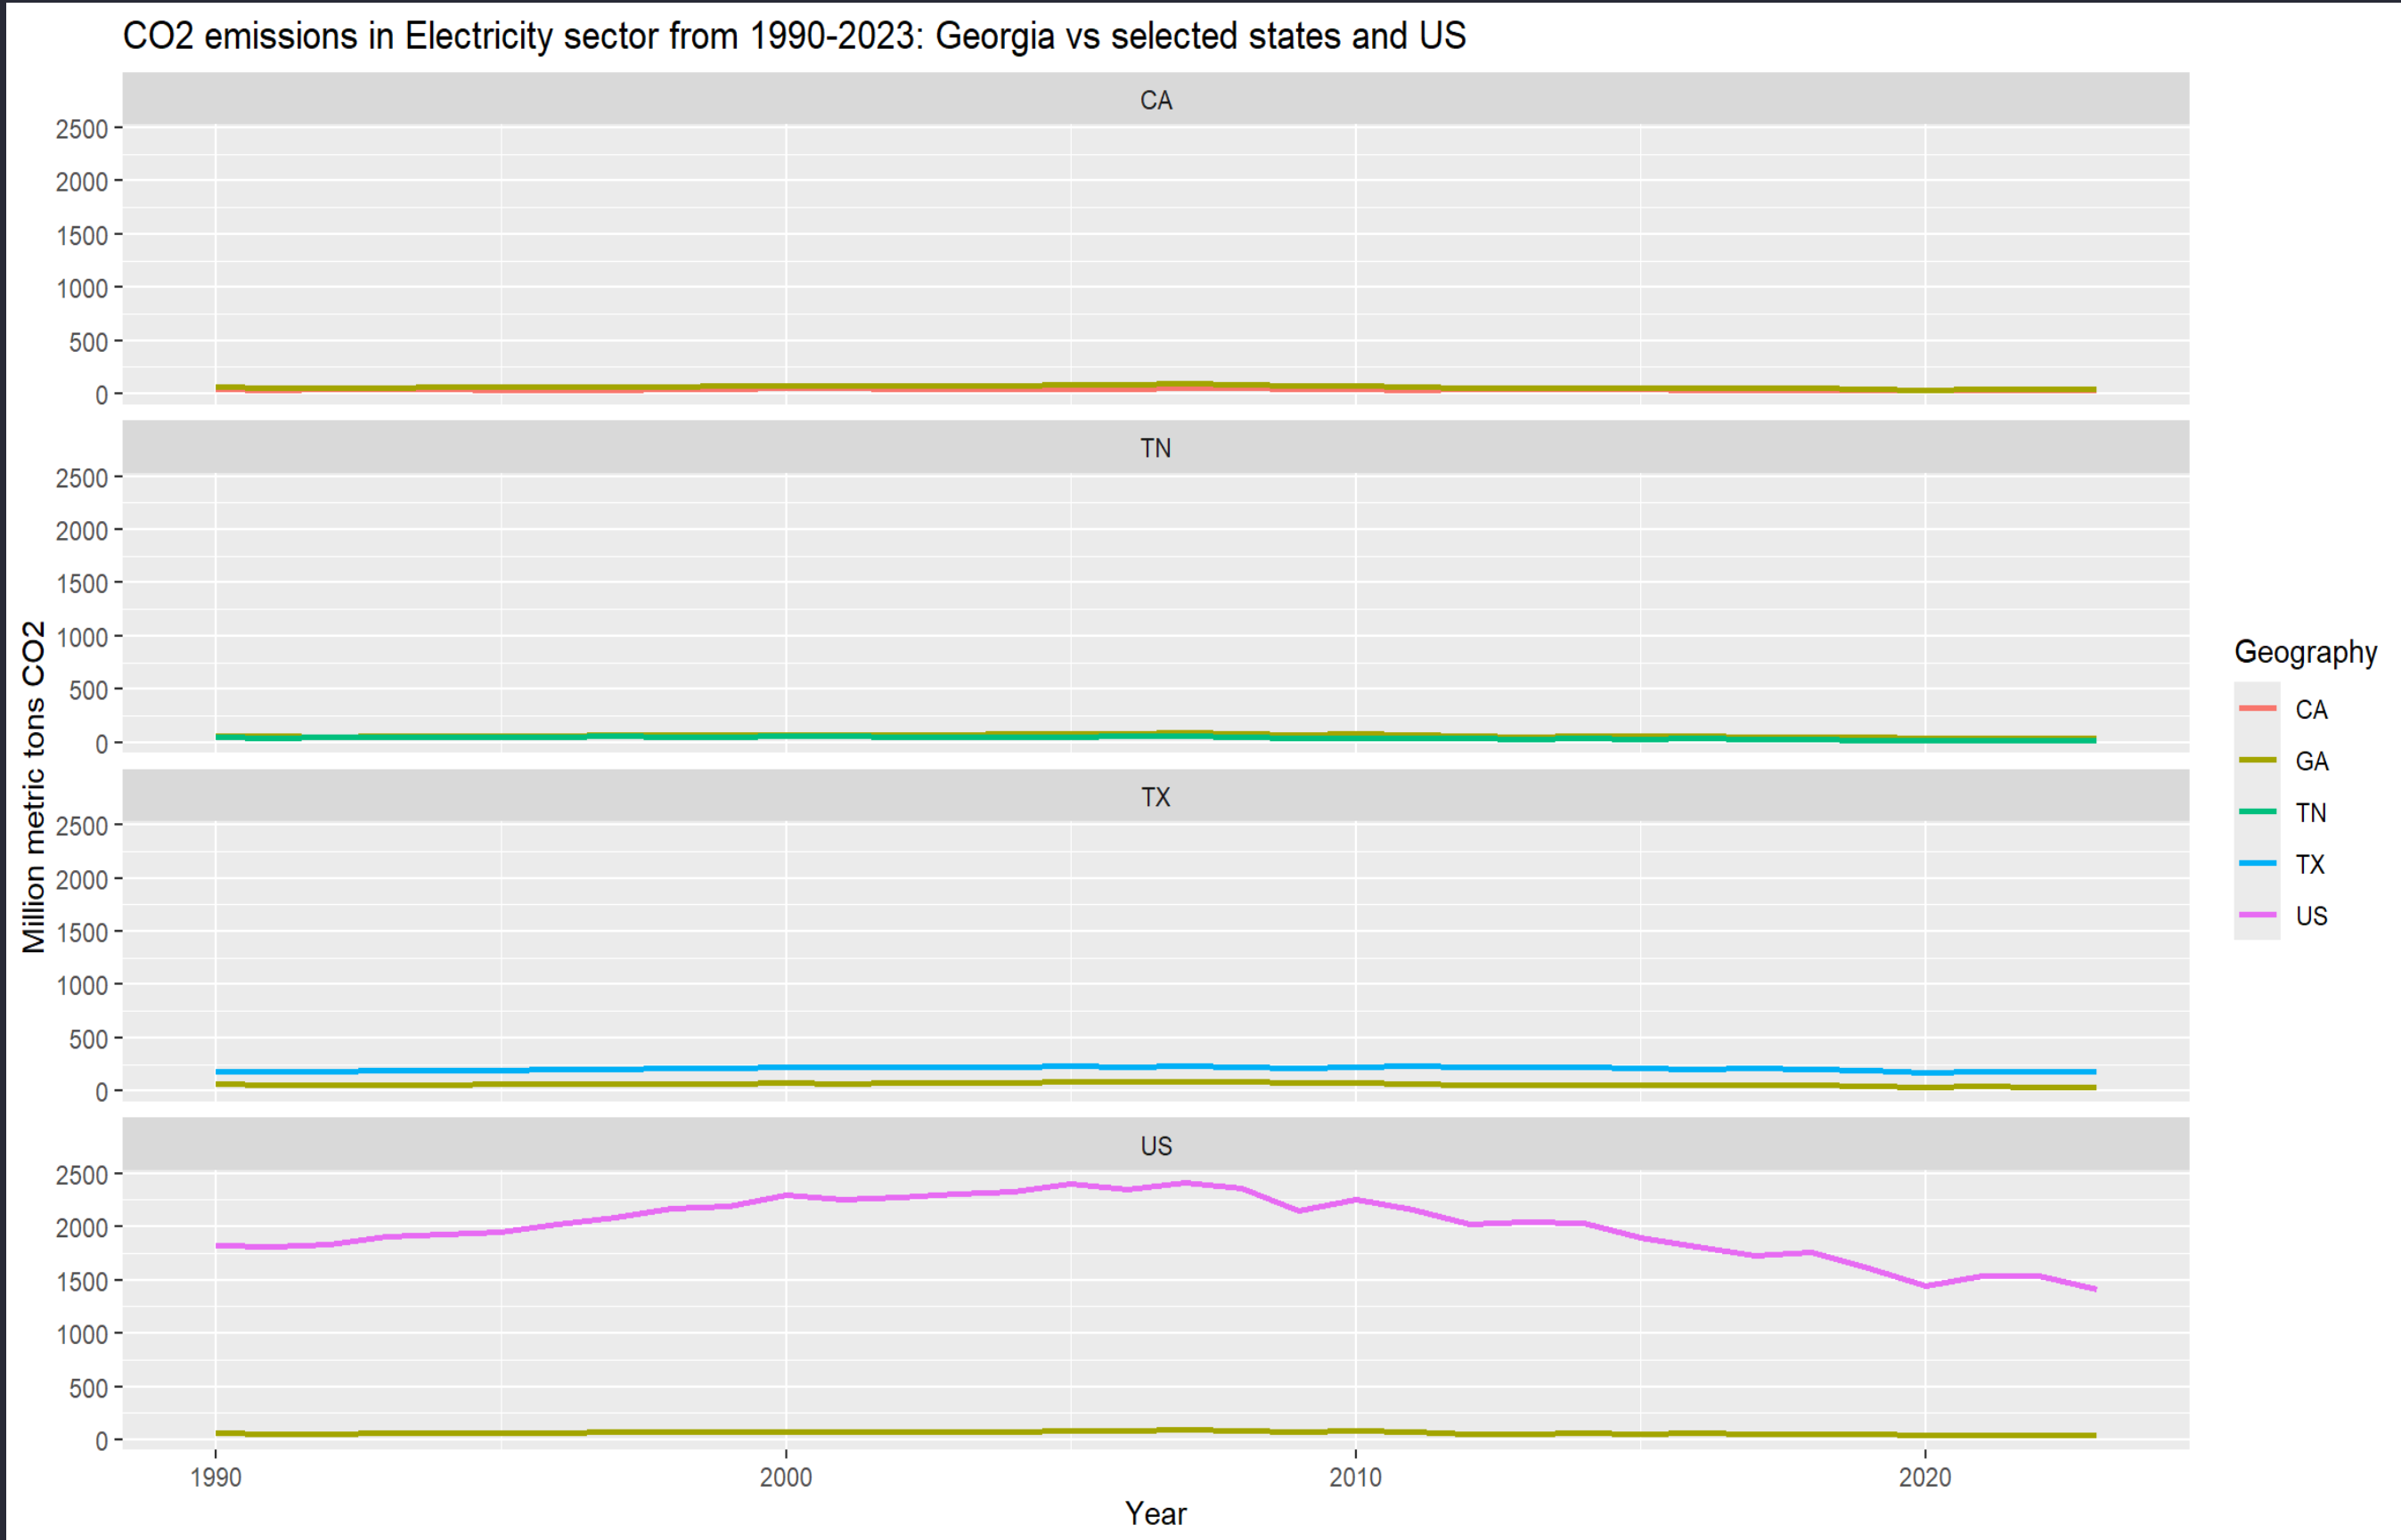 CO2 emissions in Electricity sector from 1990-2023: Georgia vs selected states and US
CA
2500
2000
1500
1000
500
0
TN
2500
2000
1500
1000
500
0
TX
2500
2000
1500
1000
500
0
US
2500
2000
1500
1000
500
0
Million metric tons CO2
1990
2000
2010
2020
Year
Geography
CA
GA
TN
TX
US